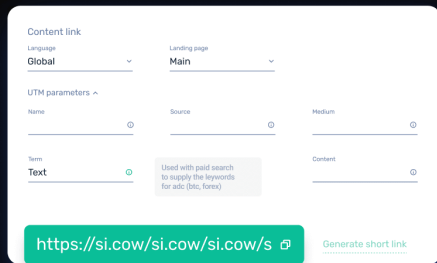 Content link
Language
Landing page
Global
Main
UTM parameters
Name
Source
Medium
Term
Text
Used with paid search
to supply the leywords
for adc (btc, forex)
Content
https://si.cow/si.cow/si.cow/s
Generate short link